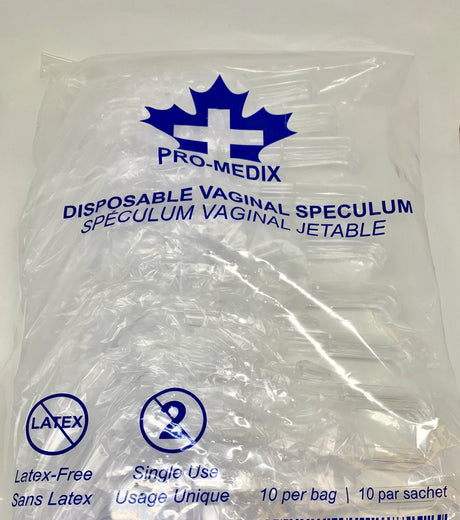 PRO-MEDIX
DISPOSABLE VAGINAL SPECULUM
SPÉCULUM VAGINAL JETABLE
LATEX
2
Latex-Free
Sans Latex
Single Use
Usage Unique
10 per bag | 10 par sachet